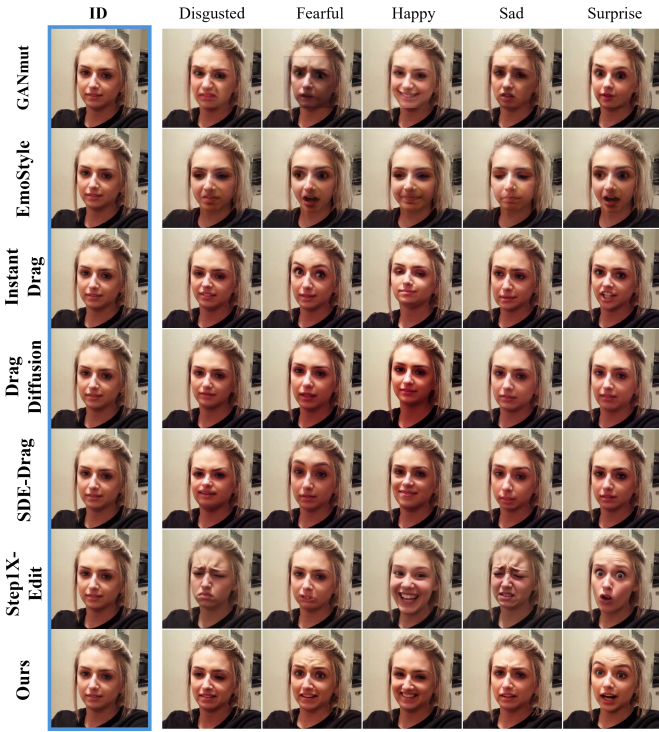 ID Disgusted Fearful Happy Sad Surprise
GANmut
EmoStyle
Instant
Drag
Drag
Diffusion
SDE-Drag
Step1X-
Edit
Ours